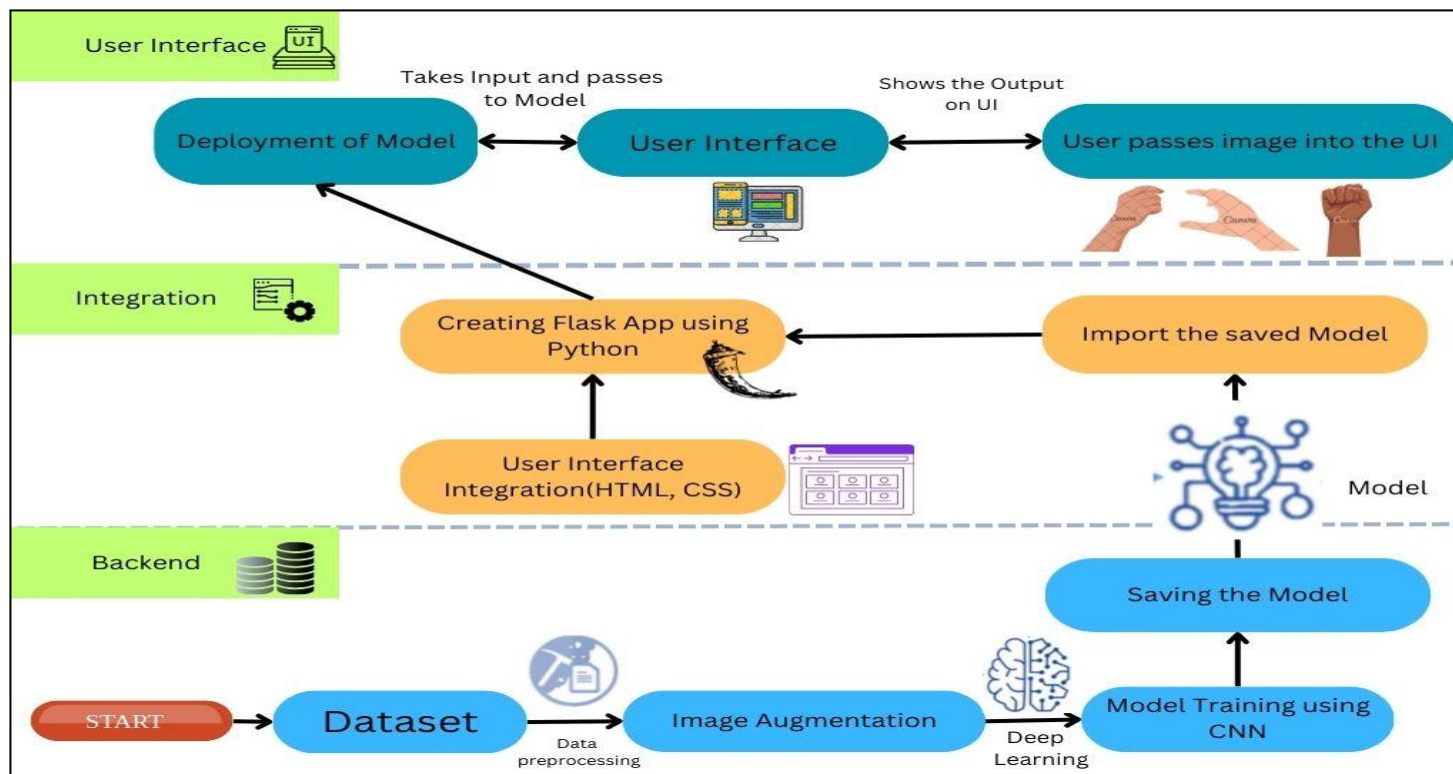 User Interface
UI
Takes Input and passes
to Model
Shows the Output
on UI
Deployment of Model
User Interface
User passes image into the UI
Canva
Canva
Integration
Creating Flask App using
Python
Import the saved Model
User Interface
Integration(HTML, CSS)
Model
Backend
Saving the Model
START
Dataset
Data
preprocessing
Image Augmentation
Deep
Learning
Model Training using
CNN